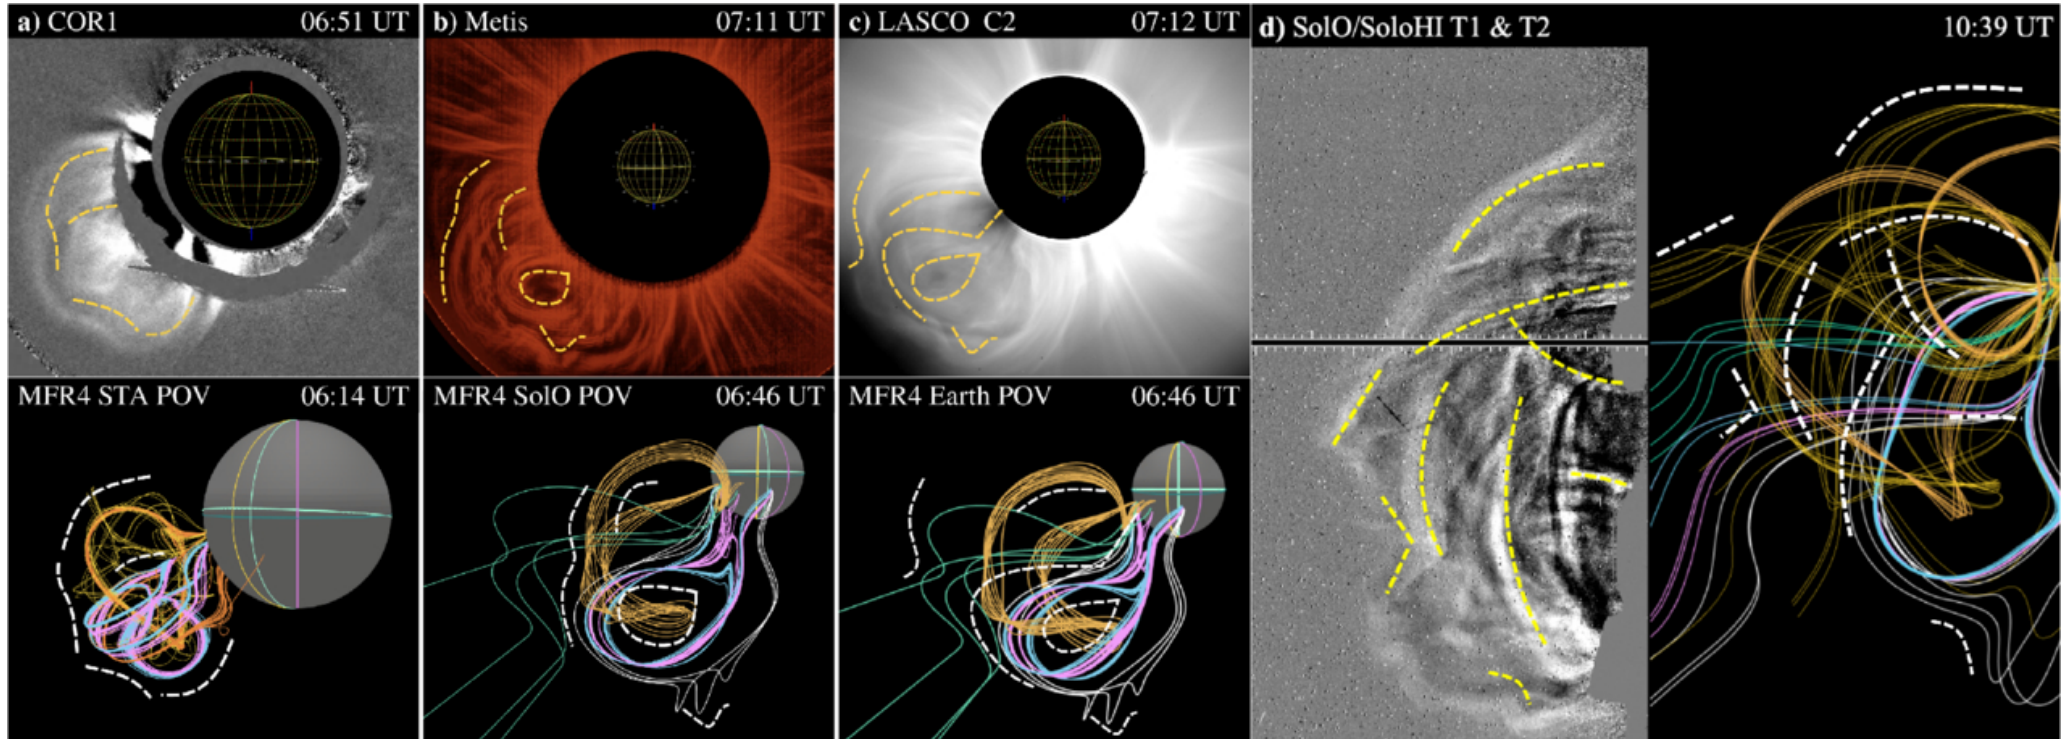 a) COR1 06:51 UT
b) Metis 07:11 UT
c) LASCO C2 07:12 UT
d) SolO/SoloHI T1 & T2 10:39 UT
MFR4 STA POV 06:14 UT
MFR4 SolO POV 06:46 UT
MFR4 Earth POV 06:46 UT